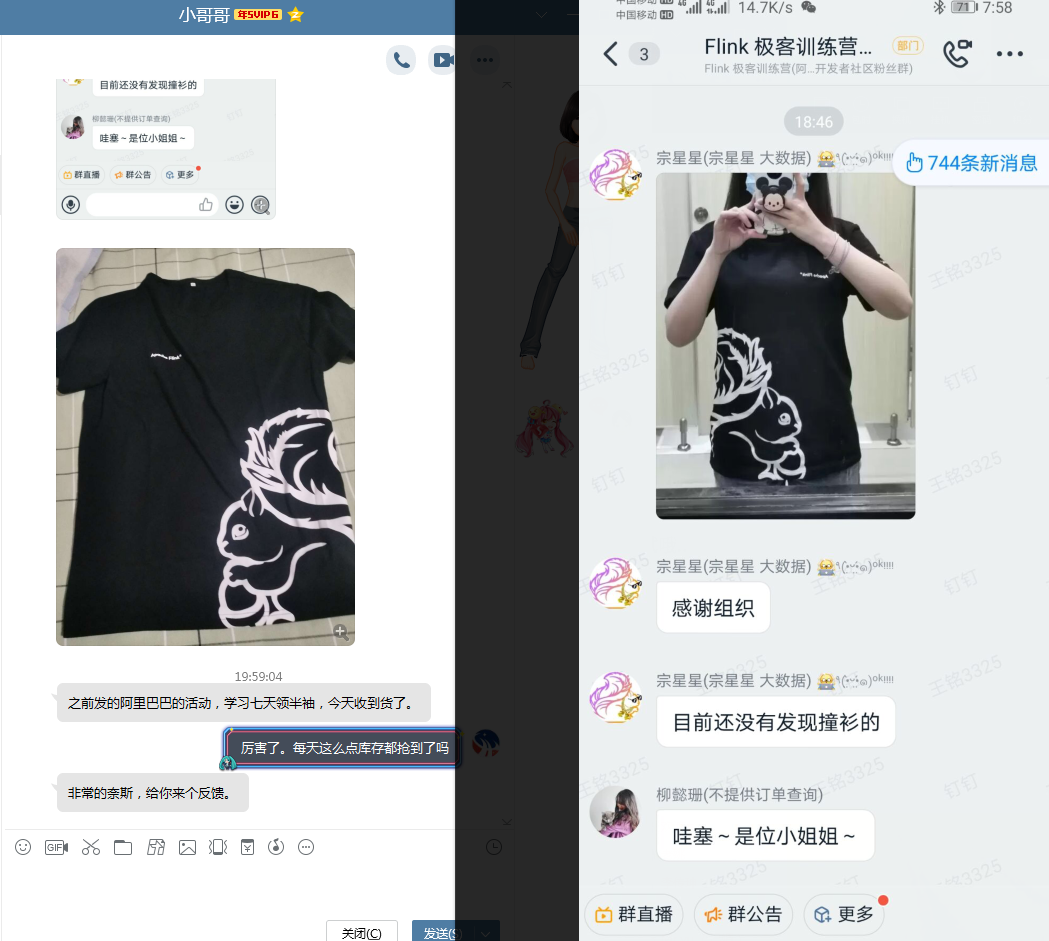 小哥哥 年SVIP6
目前还没有发现撞衫的
柳懿珊(不提供订单查询)
哇塞~是位小姐姐~
群直播
群公告
更多
apache Flink
19:59:04
之前发的阿里巴巴的活动，学习七天领半袖，今天收到货了。
厉害了。每天这么点库存都抢到了吗
非常的奈斯，给你来个反馈。
GIF
关闭(C)
发送(S)
中国移动 HD 4G 4G 14.7K/s 71 7:58
中国移动 HD
3
Flink 极客训练营...
部门
Flink 极客训练营(阿...开发者社区粉丝群)
18:46
宗星星(宗星星 大数据)
744条新消息
宗星星(宗星星 大数据)
感谢组织
宗星星(宗星星 大数据)
目前还没有发现撞衫的
柳懿珊(不提供订单查询)
哇塞~是位小姐姐~
群直播
群公告
更多
王铭3325
钉钉